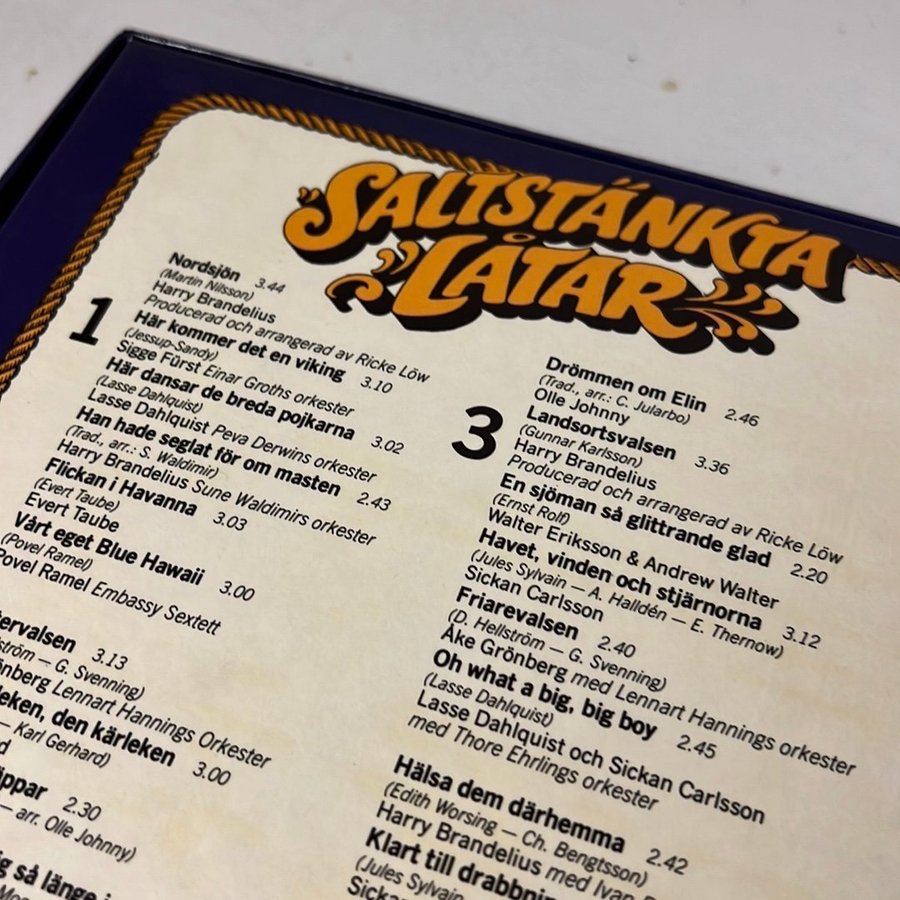 SALTSTÄNKTA
LÅTAR
1
Nordsjön 3.44
(Martin Nilsson)
Harry Brandelius
Producerad och arrangerad av Ricke Löw
Här kommer det en viking 3.10
(Jessup-Sandy)
Sigge Fürst Einar Groths orkester
Här dansar de breda pojkarna 3.02
(Lasse Dahlquist)
Lasse Dahlquist Peva Derwins orkester
Han hade seglat för om masten 2.43
(Trad., arr.: S. Waldimir)
Harry Brandelius Sune Waldimirs orkester
Flickan i Havanna 3.03
(Evert Taube)
Evert Taube
Vårt eget Blue Hawaii 3.00
(Povel Ramel)
Povel Ramel Embassy Sextett
3.13
— G. Svenning)
Lennart Hannings Orkester
den kärleken 3.00
— Karl Gerhard)
2.30
— arr. Olle Johnny)
så länge i
3
Drömmen om Elin 2.46
(Trad., arr.: C. Jularbo)
Olle Johnny
Landsortsvalsen 3.36
(Gunnar Karlsson)
Harry Brandelius
Producerad och arrangerad av Ricke Löw
En sjöman så glittrande glad 2.20
(Ernst Rolf)
Walter Eriksson & Andrew Walter
Havet, vinden och stjärnorna 3.12
(Jules Sylvain — A. Halldén — E. Thernow)
Sickan Carlsson
Friarevalsen 2.40
(D. Hellström — G. Svenning)
Åke Grönberg med Lennart Hannings orkester
Oh what a big, big boy 2.45
(Lasse Dahlquist)
Lasse Dahlquist och Sickan Carlsson
med Thore Ehrlings orkester
Hälsa dem därhemma 2.42
(Edith Worsing — Ch. Bengtsson)
Harry Brandelius med Ivan
Klart till
(Jules Sylvain